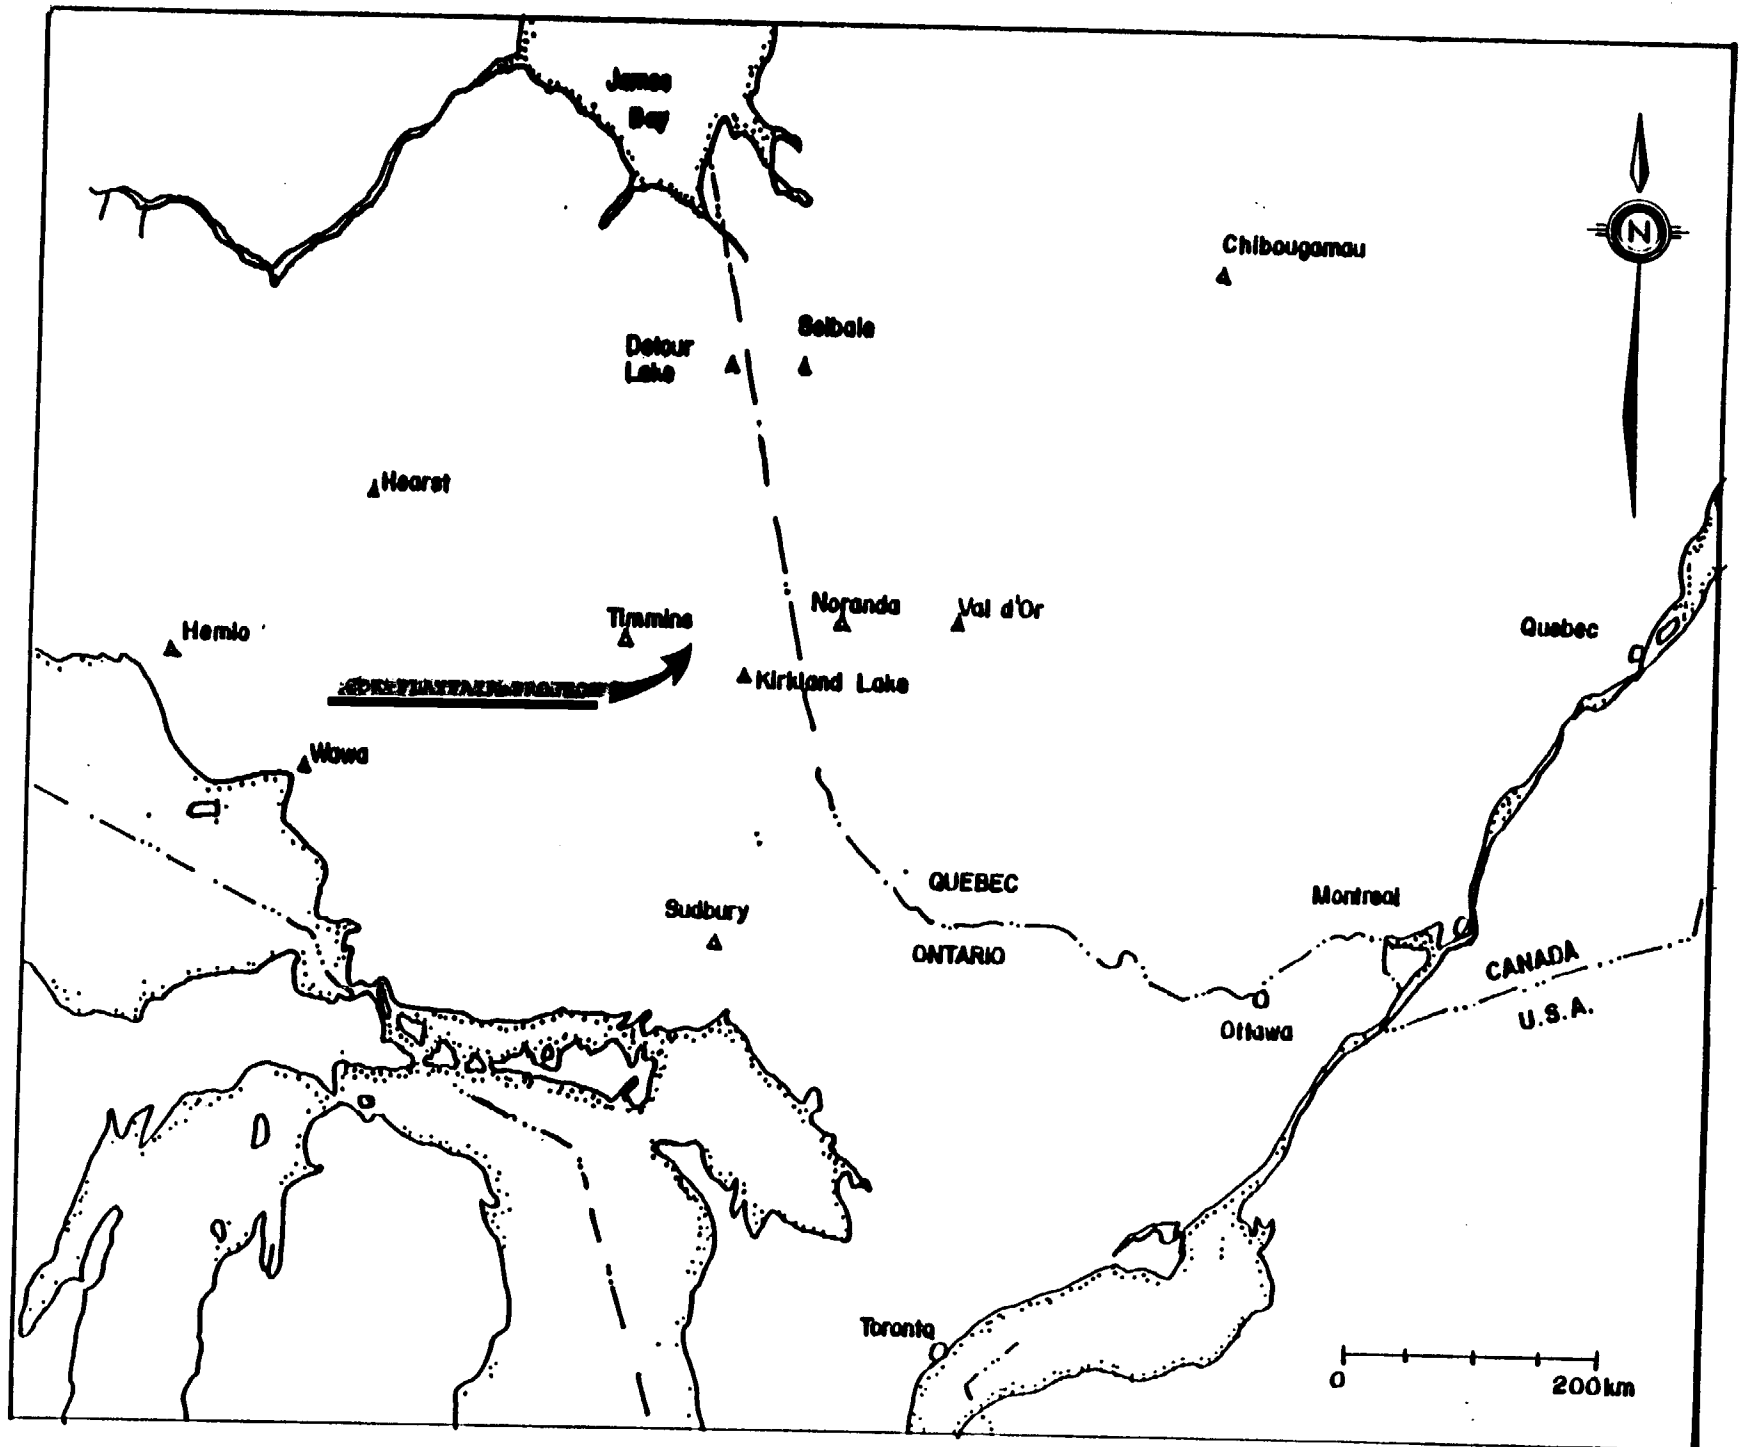 James
Bay
N
Chibougamau
Selbaie
Detour
Lake
Hearst
Noranda
Val d'Or
Timmins
Quebec
Hemlo
Kirkland Lake
Wawa
QUEBEC
Montreal
Sudbury
ONTARIO
CANADA
U.S.A.
Ottawa
Toronto
0
200km